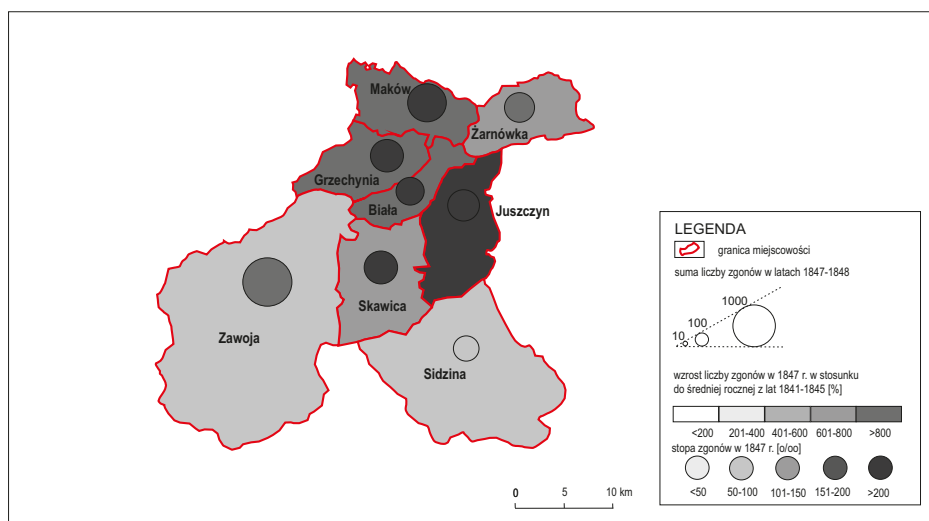 Maków
Żarnówka
Grzechynia
Biała
Juszczyn
Skawica
Zawoja
Sidzina
0 5 10 km
LEGENDA
granica miejscowości
suma liczby zgonów w latach 1847-1848
1000
100
10
wzrost liczby zgonów w 1847 r. w stosunku
do średniej rocznej z lat 1841-1845 [%]
<200 201-400 401-600 601-800 >800
stopa zgonów w 1847 r. [o/oo]
<50 50-100 101-150 151-200 >200